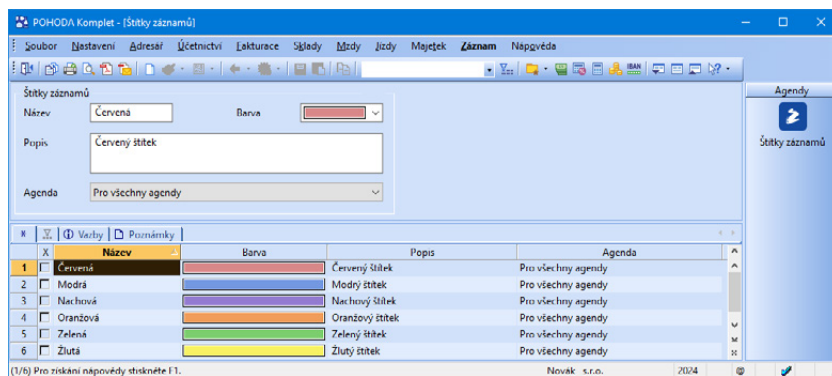 POHODA Komplet - [Štítky záznamů]
Soubor Nastavení Adresář Účetnictví Fakturace Sklady Mzdy Jízdy Majetek Záznam Nápověda
IBAN
Štítky záznamů
Název Červená Barva
Popis Červený štítek
Agenda Pro všechny agendy
Agendy
Štítky záznamů
Vazby Poznámky
X Název Barva Popis Agenda
1 Červená Červený štítek Pro všechny agendy
2 Modrá Modrý štítek Pro všechny agendy
3 Nachová Nachový štítek Pro všechny agendy
4 Oranžová Oranžový štítek Pro všechny agendy
5 Zelená Zelený štítek Pro všechny agendy
6 Žlutá Žlutý štítek Pro všechny agendy
(1/6) Pro získání nápovědy stiskněte F1. Novák s.r.o. 2024